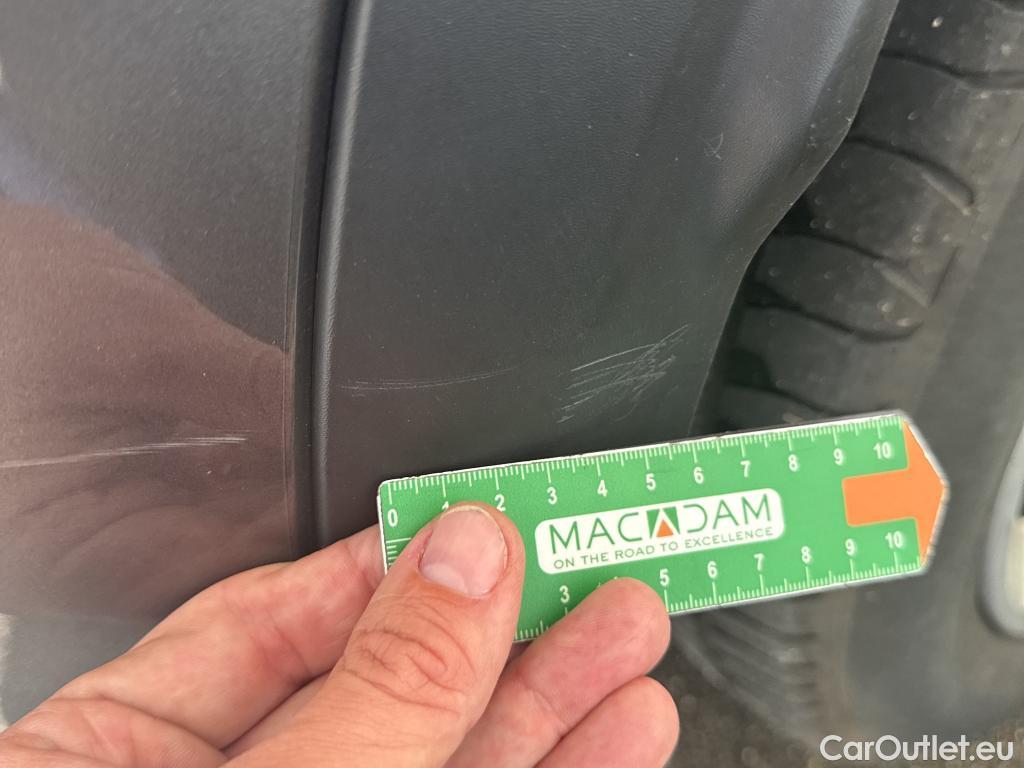 0 1 2 3 4 5 6 7 8 9 10
MACADAM
ON THE ROAD TO EXCELLENCE
3 4 5 6 7 8 9 10
CarOutlet.eu